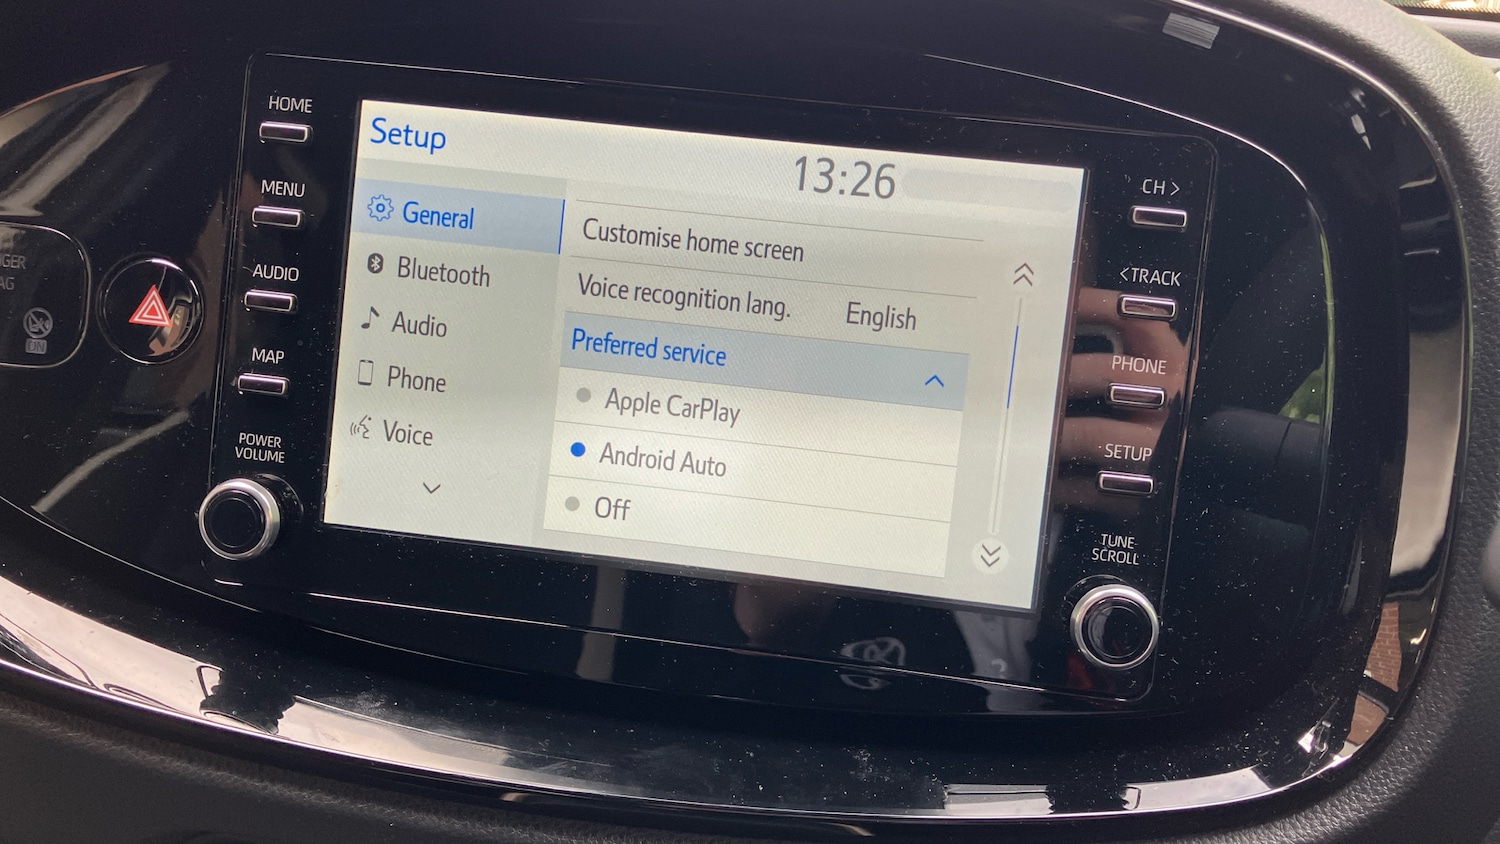 HOME
MENU
AUDIO
MAP
POWER
VOLUME
ON
Setup
13:26
General
Bluetooth
Audio
Phone
Voice
Customise home screen
Voice recognition lang. English
Preferred service
Apple CarPlay
Android Auto
Off
CH >
<TRACK
PHONE
SETUP
TUNE
SCROLL